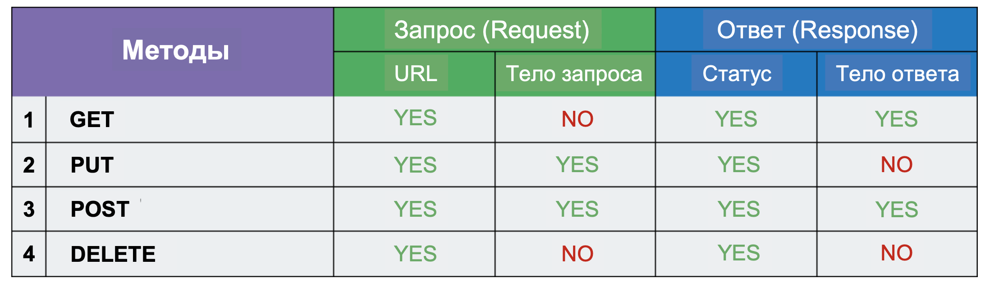 Методы
Запрос (Request)
Ответ (Response)
URL
Тело запроса
Статус
Тело ответа
1 GET YES NO YES YES
2 PUT YES YES YES NO
3 POST YES YES YES YES
4 DELETE YES NO YES NO